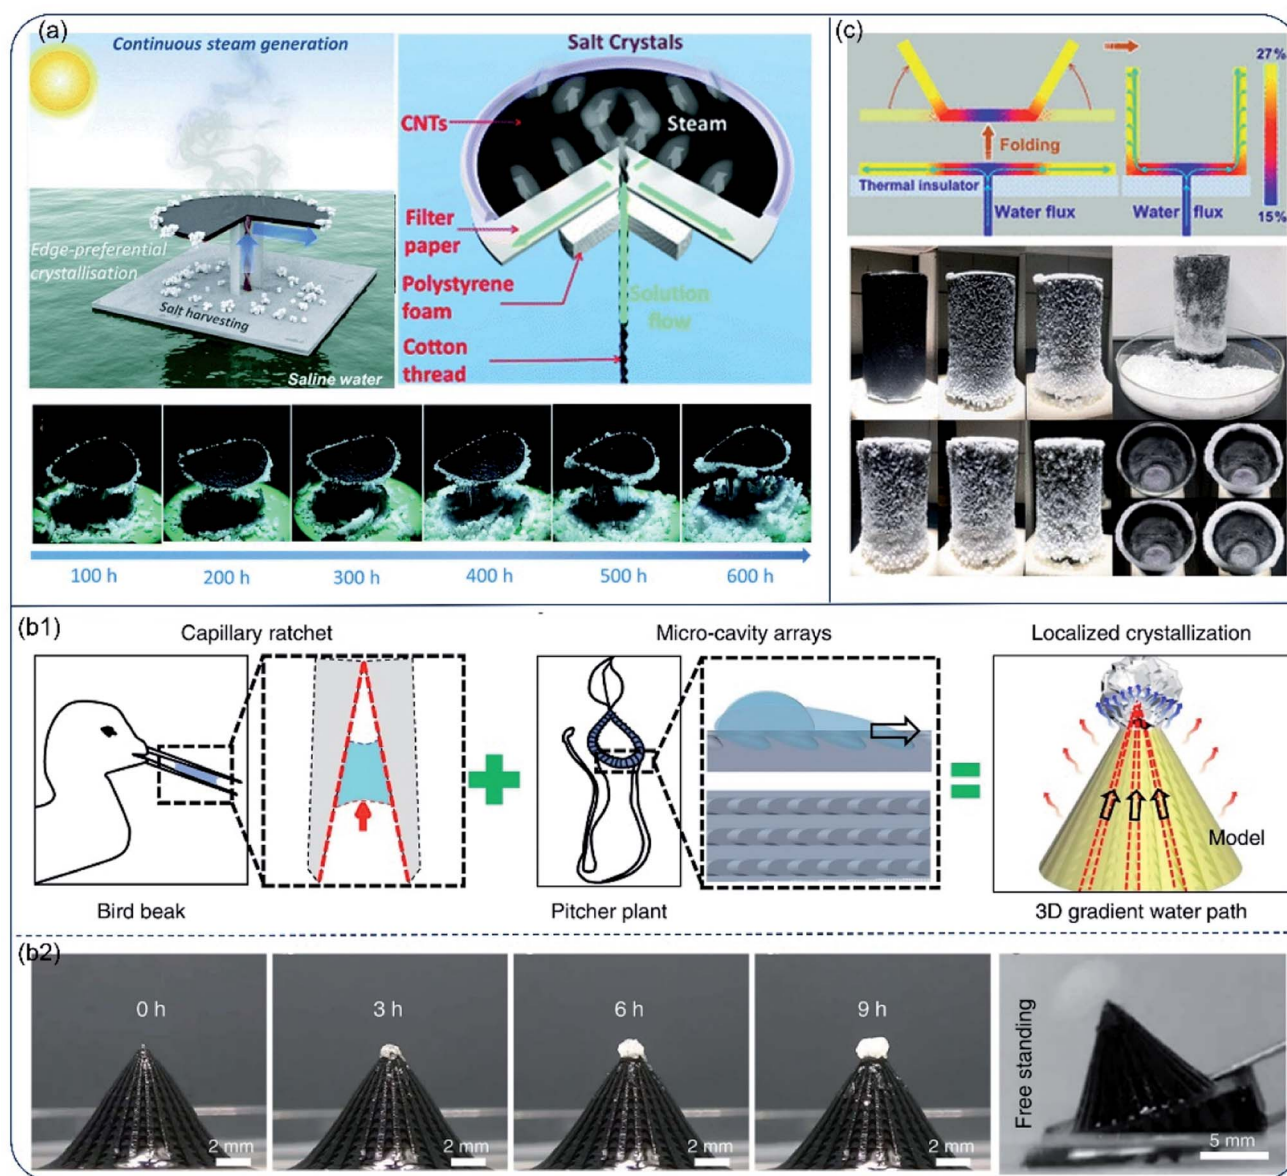 (a)
Continuous steam generation
Edge-preferential
crystallisation
Salt harvesting
Saline water
Salt Crystals
CNTs
Steam
Filter
paper
Polystyrene
foam
Solution
flow
Cotton
thread
100 h
200 h
300 h
400 h
500 h
600 h
(c)
27%
Folding
Thermal insulator
Water flux
Water flux
15%
(b1)
Capillary ratchet
Micro-cavity arrays
Localized crystallization
Model
Bird beak
Pitcher plant
3D gradient water path
(b2)
0 h
3 h
6 h
9 h
Free standing
2 mm
2 mm
2 mm
2 mm
5 mm